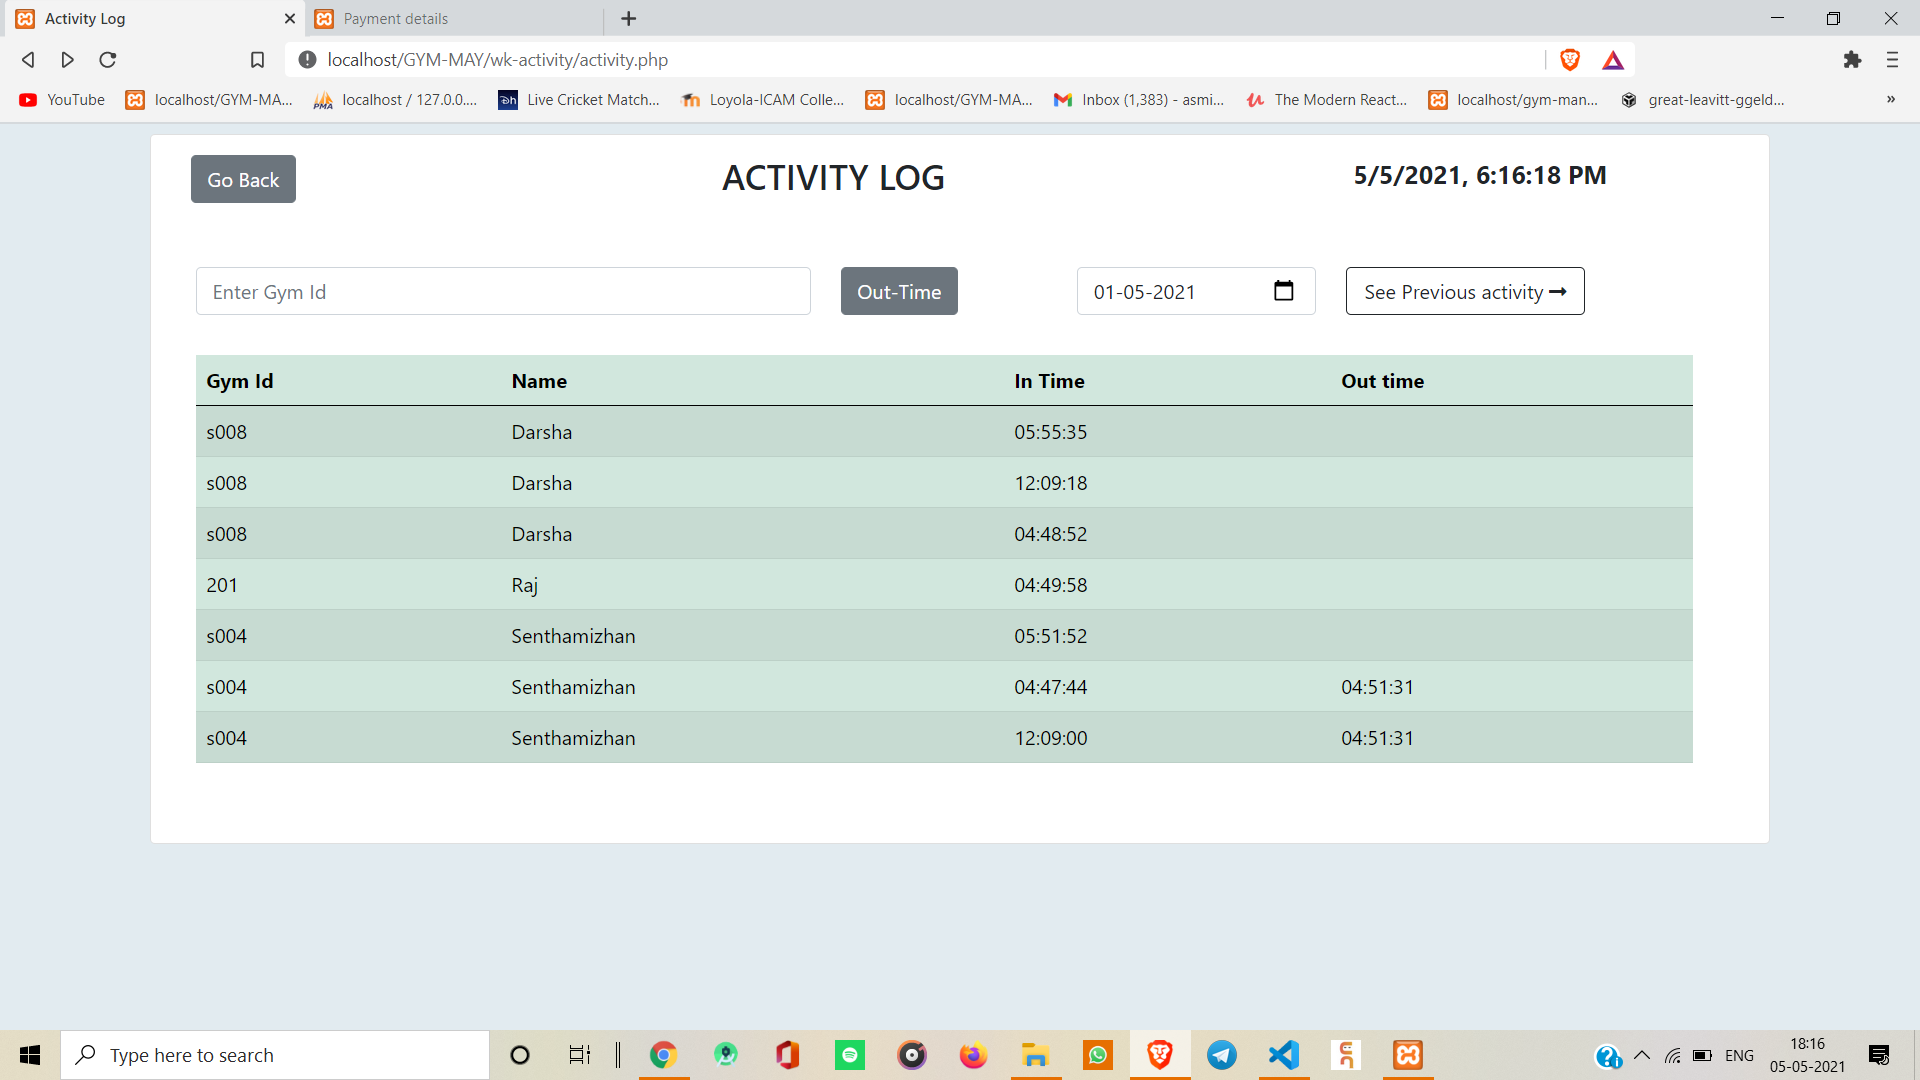 Activity Log
Payment details
localhost/GYM-MAY/wk-activity/activity.php
YouTube localhost/GYM-MA... localhost / 127.0.0.... Live Cricket Match... Loyola-ICAM Colle... localhost/GYM-MA... Inbox (1,383) - asmi... The Modern React... localhost/gym-man... great-leavitt-ggeld... »
Go Back
ACTIVITY LOG
5/5/2021, 6:16:18 PM
Enter Gym Id
Out-Time
01-05-2021
See Previous activity
Gym Id Name In Time Out time
s008 Darsha 05:55:35
s008 Darsha 12:09:18
s008 Darsha 04:48:52
201 Raj 04:49:58
s004 Senthamizhan 05:51:52
s004 Senthamizhan 04:47:44 04:51:31
s004 Senthamizhan 12:09:00 04:51:31
Type here to search
ENG
18:16
05-05-2021